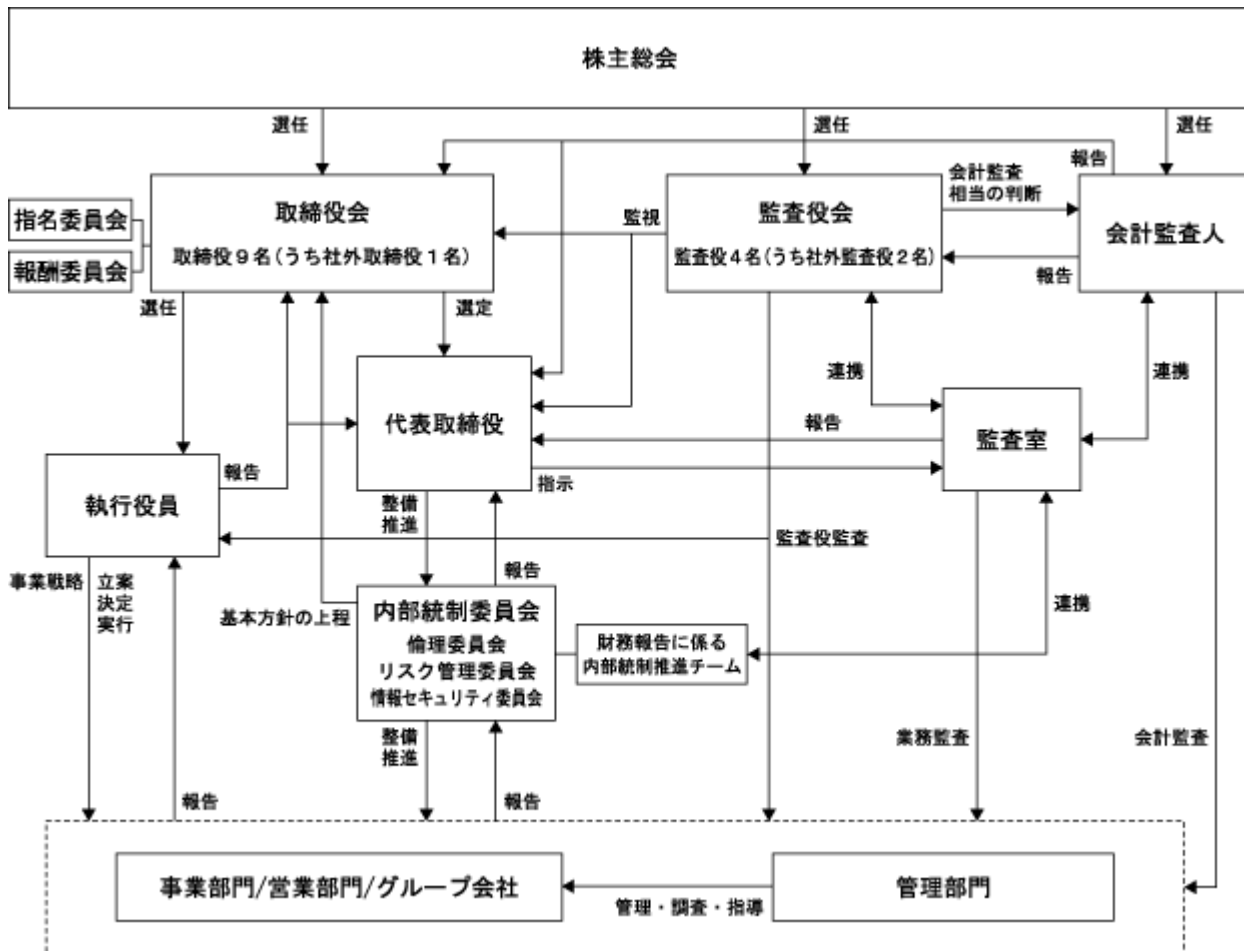 株主総会
選任
選任
選任
報告
取締役会
取締役9名(うち社外取締役1名)
指名委員会
報酬委員会
監視
監査役会
監査役4名(うち社外監査役2名)
会計監査
相当の判断
会計監査人
報告
選任
選定
連携
連携
代表取締役
報告
監査室
指示
執行役員
報告
整備
推進
監査役監査
事業戦略
立案
決定
実行
報告
基本方針の上程
内部統制委員会
倫理委員会
リスク管理委員会
情報セキュリティ委員会
財務報告に係る
内部統制推進チーム
連携
整備
推進
業務監査
会計監査
報告
報告
事業部門/営業部門/グループ会社
管理・調査・指導
管理部門